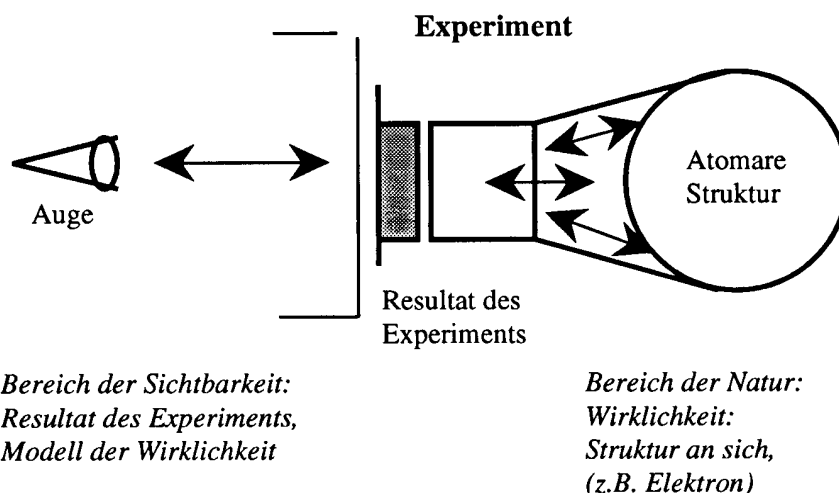 Experiment
Auge
Atomare
Struktur
Resultat des
Experiments
Bereich der Sichtbarkeit:
Resultat des Experiments,
Modell der Wirklichkeit
Bereich der Natur:
Wirklichkeit:
Struktur an sich,
(z.B. Elektron)